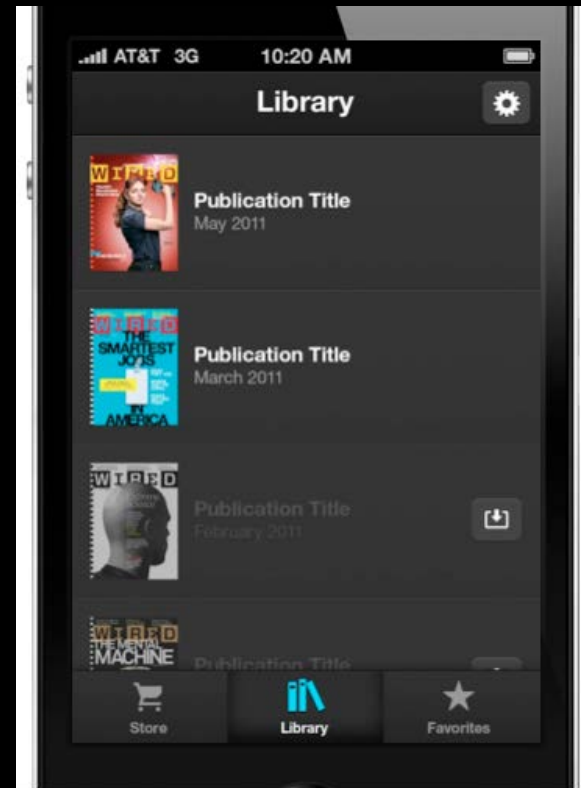 AT&T 3G 10:20 AM
Library
WIRED
Publication Title
May 2011
WIRED
THE
SMARTEST
JOBS
IN
AMERICA
Publication Title
March 2011
WIRED
Publication Title
February 2011
WIRED
THE MENTAL
MACHINE
Publication Title
Store
Library
Favorites